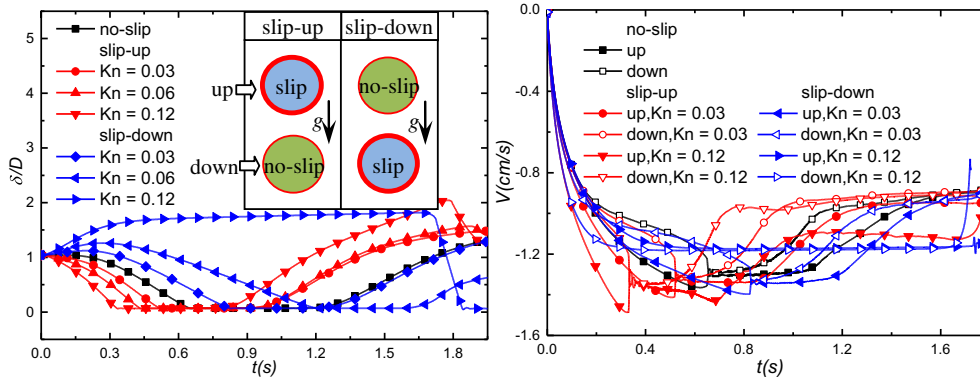 5
4
3
2
1
0
δ/D
0.0 0.3 0.6 0.9 1.2 1.5 1.8
t(s)
no-slip
slip-up
Kn = 0.03
Kn = 0.06
Kn = 0.12
slip-down
Kn = 0.03
Kn = 0.06
Kn = 0.12
slip-up slip-down
up slip no-slip
g g
down no-slip slip
0.0
-0.4
-0.8
-1.2
-1.6
V(cm/s)
0.0 0.4 0.8 1.2 1.6
t(s)
no-slip
up
down
slip-up slip-down
up,Kn = 0.03 up,Kn = 0.03
down,Kn = 0.03 down,Kn = 0.03
up,Kn = 0.12 up,Kn = 0.12
down,Kn = 0.12 down,Kn = 0.12